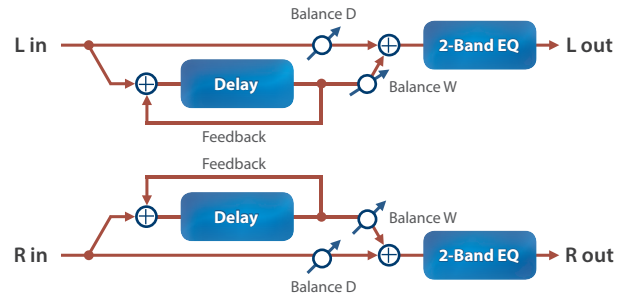 Balance D
L in
2-Band EQ
L out
Delay
Balance W
Feedback
Feedback
Delay
Balance W
R in
2-Band EQ
R out
Balance D